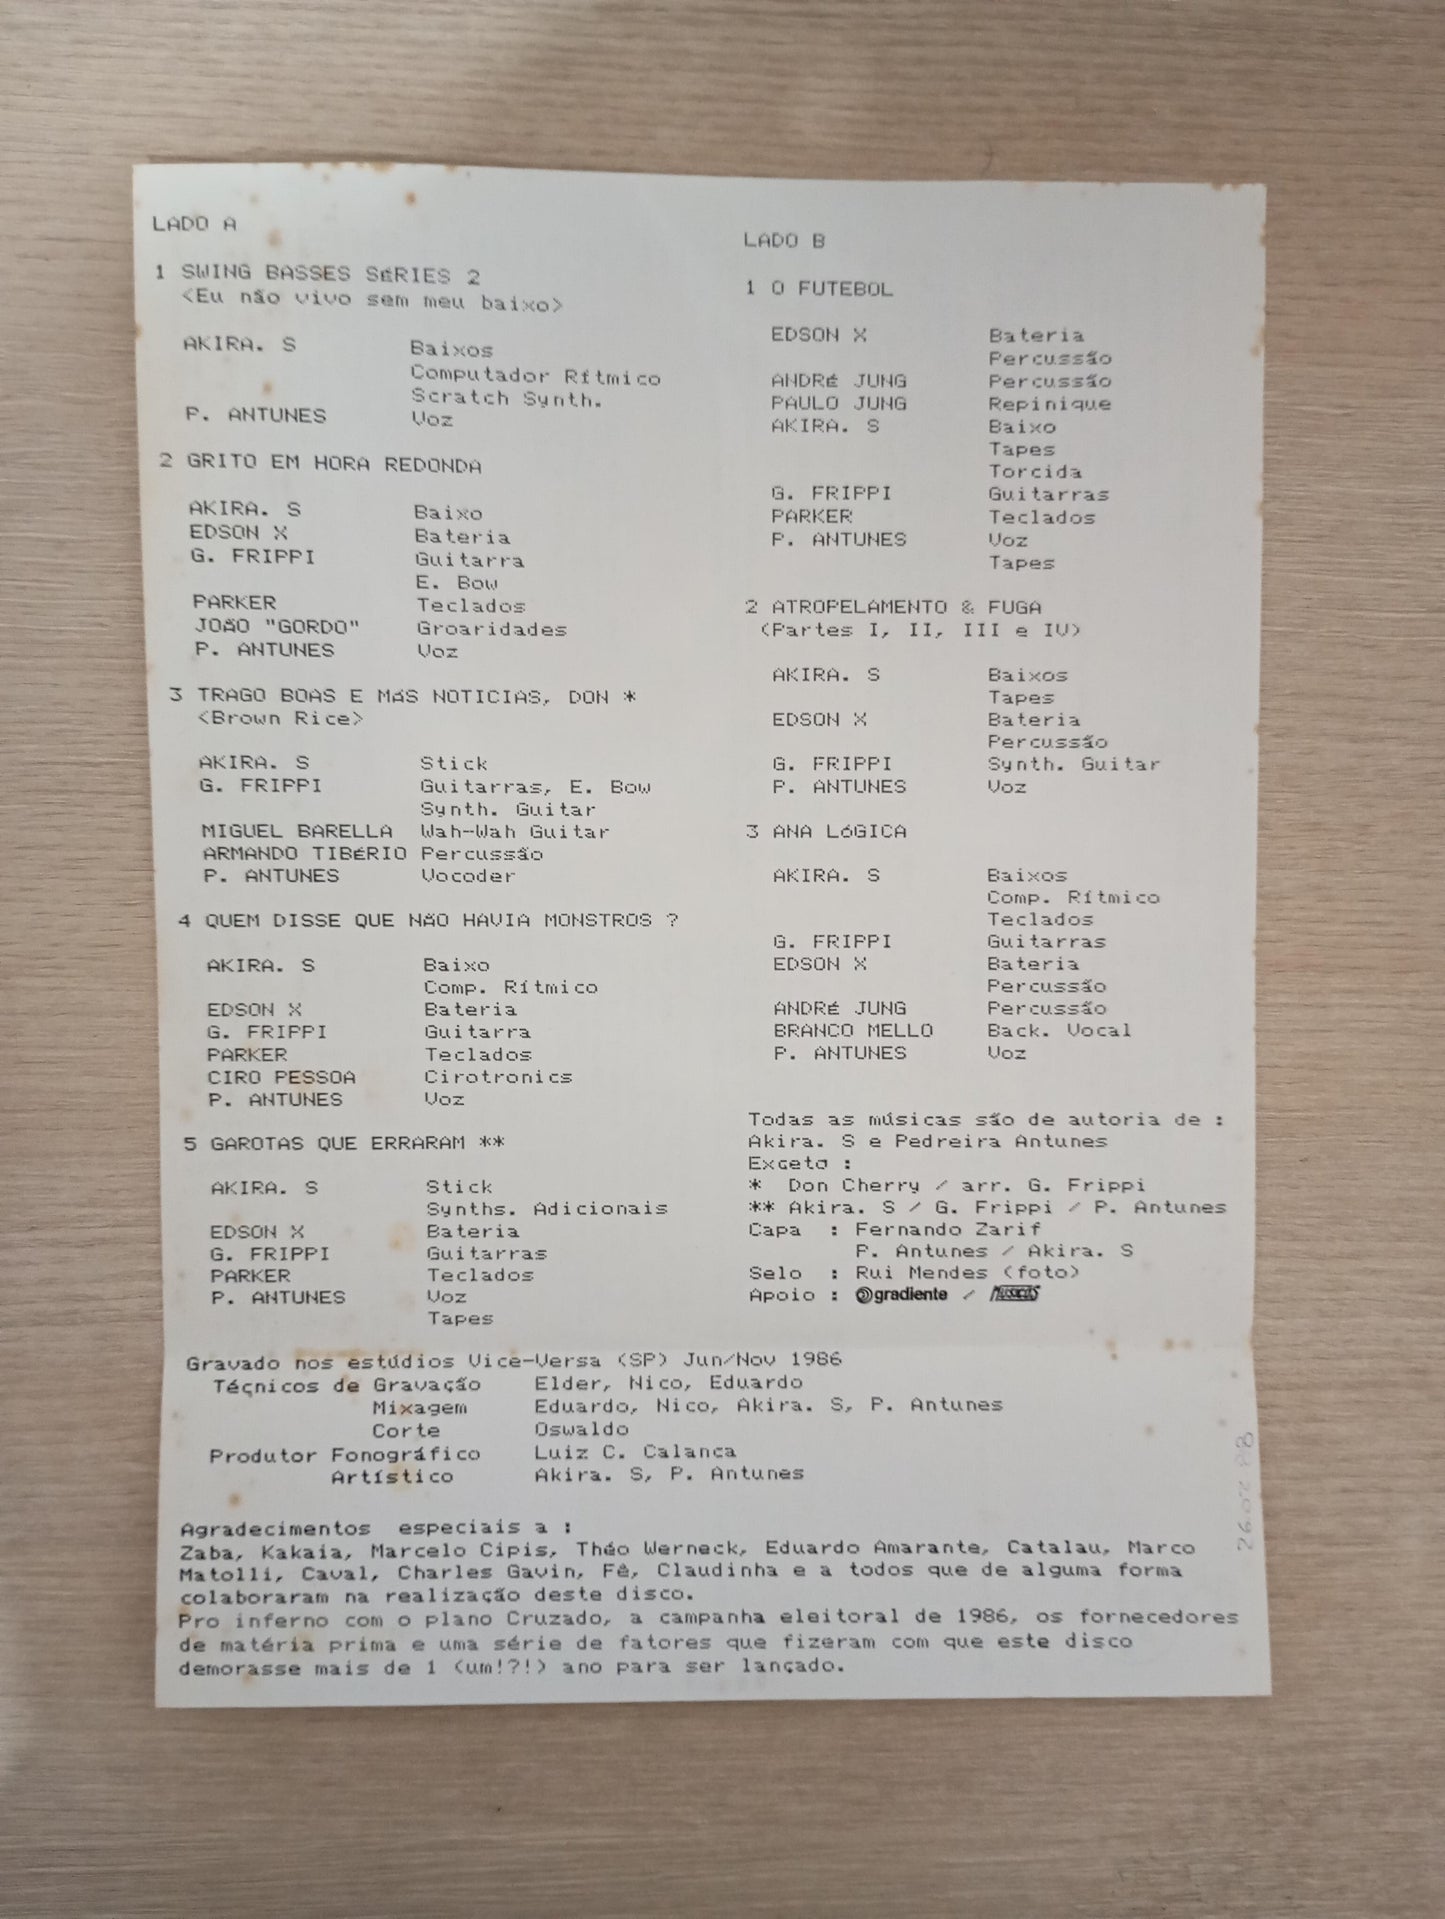 LADO A
1 SWING BASSES SÉRIES 2
<Eu não vivo sem meu baixo>
AKIRA. S Baixos
Computador Rítmico
Scratch Synth.
P. ANTUNES Voz
2 GRITO EM HORA REDONDA
AKIRA. S Baixo
EDSON X Bateria
G. FRIPPI Guitarra
E. Bow
PARKER Teclados
JOÃO "GORDO" Groaridades
P. ANTUNES Voz
3 TRAGO BOAS E MÁS NOTICIAS, DON *
<Brown Rice>
AKIRA. S Stick
G. FRIPPI Guitarras, E. Bow
Synth. Guitar
MIGUEL BARELLA Wah-Wah Guitar
ARMANDO TIBÉRIO Percussão
P. ANTUNES Vocoder
4 QUEM DISSE QUE NÃO HAVIA MONSTROS ?
AKIRA. S Baixo
Comp. Rítmico
EDSON X Bateria
G. FRIPPI Guitarra
PARKER Teclados
CIRO PESSOA Cirotronics
P. ANTUNES Voz
5 GAROTAS QUE ERRARAM **
AKIRA. S Stick
Synths. Adicionais
EDSON X Bateria
G. FRIPPI Guitarras
PARKER Teclados
P. ANTUNES Voz
Tapes
LADO B
1 O FUTEBOL
EDSON X Bateria
Percussão
ANDRÉ JUNG Percussão
PAULO JUNG Repinique
AKIRA. S Baixo
Tapes
Torcida
G. FRIPPI Guitarras
PARKER Teclados
P. ANTUNES Voz
Tapes
2 ATROPELAMENTO & FUGA
(Partes I, II, III e IV)
AKIRA. S Baixos
Tapes
EDSON X Bateria
Percussão
G. FRIPPI Synth. Guitar
P. ANTUNES Voz
3 ANA LÓGICA
AKIRA. S Baixos
Comp. Rítmico
Teclados
G. FRIPPI Guitarras
EDSON X Bateria
Percussão
ANDRÉ JUNG Percussão
BRANCO MELLO Back. Vocal
P. ANTUNES Voz
Todas as músicas são de autoria de :
Akira. S e Pedreira Antunes
Exceto :
* Don Cherry / arr. G. Frippi
** Akira. S / G. Frippi / P. Antunes
Capa : Fernando Zarif
P. Antunes / Akira. S
Selo : Rui Mendes (foto)
Apoio : gradiente /
Gravado nos estúdios Vice-Versa (SP) Jun/Nov 1986
Técnicos de Gravação Elder, Nico, Eduardo
Mixagem Eduardo, Nico, Akira. S, P. Antunes
Corte Oswaldo
Produtor Fonográfico Luiz C. Calanca
Artístico Akira. S, P. Antunes
Agradecimentos especiais a :
Zaba, Kakaia, Marcelo Cipis, Théo Werneck, Eduardo Amarante, Catalau, Marco
Matolli, Caval, Charles Gavin, Fê, Claudinha e a todos que de alguma forma
colaboraram na realização deste disco.
Pro inferno com o plano Cruzado, a campanha eleitoral de 1986, os fornecedores
de matéria prima e uma série de fatores que fizeram com que este disco
demorasse mais de 1 (um!?!) ano para ser lançado.
26.02 88